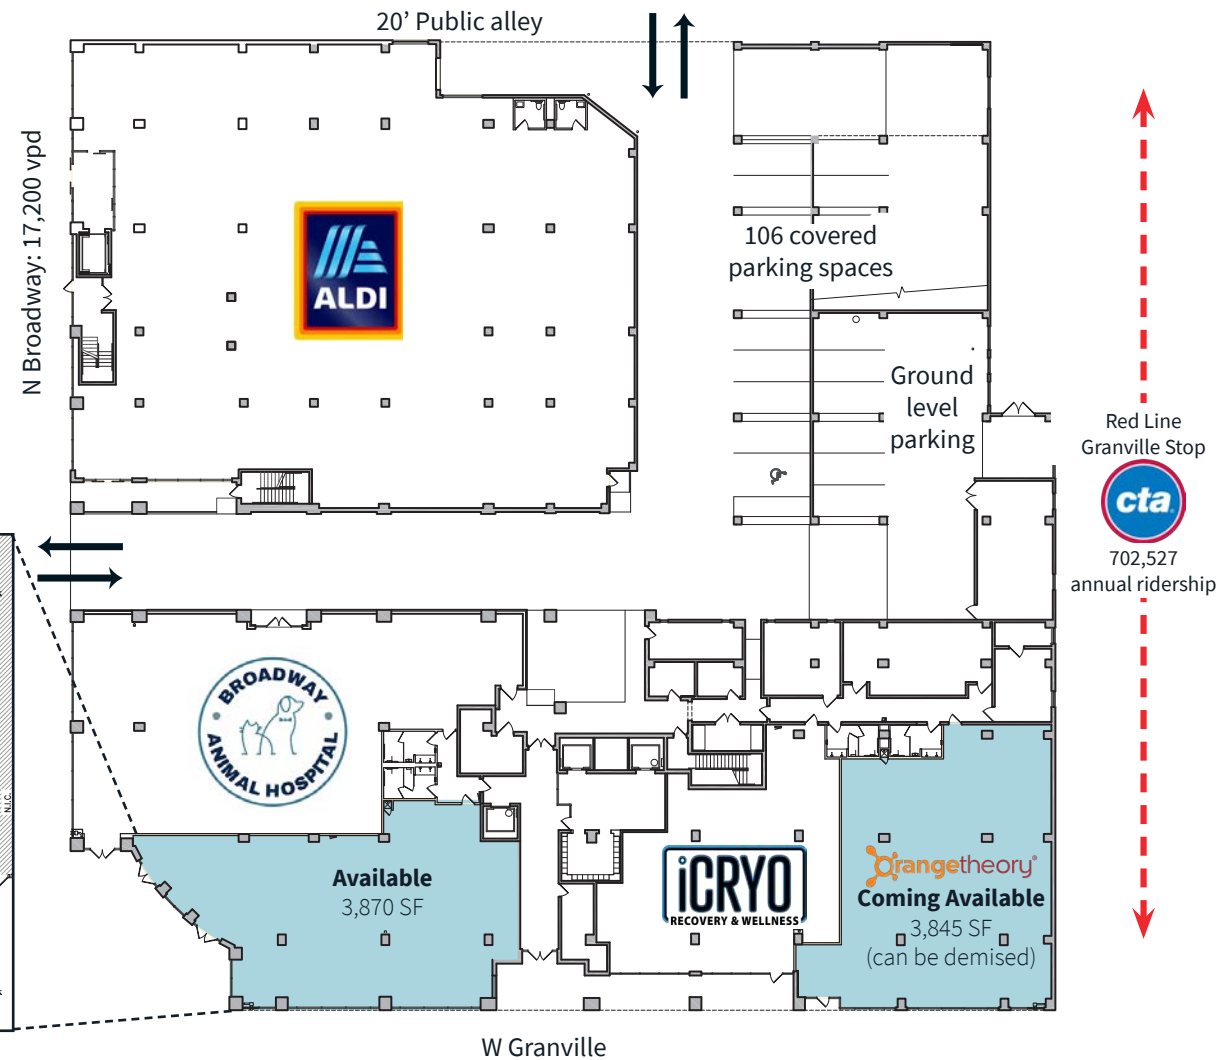 20’ Public alley
N Broadway: 17,200 vpd
ALDI
106 covered
parking spaces
Ground
level
parking
Red Line
Granville Stop
cta
702,527
annual ridership
BROADWAY
ANIMAL HOSPITAL
N.I.C.
Available
3,870 SF
iCRYO
RECOVERY & WELLNESS
orangetheory®
Coming Available
3,845 SF
(can be demised)
W Granville